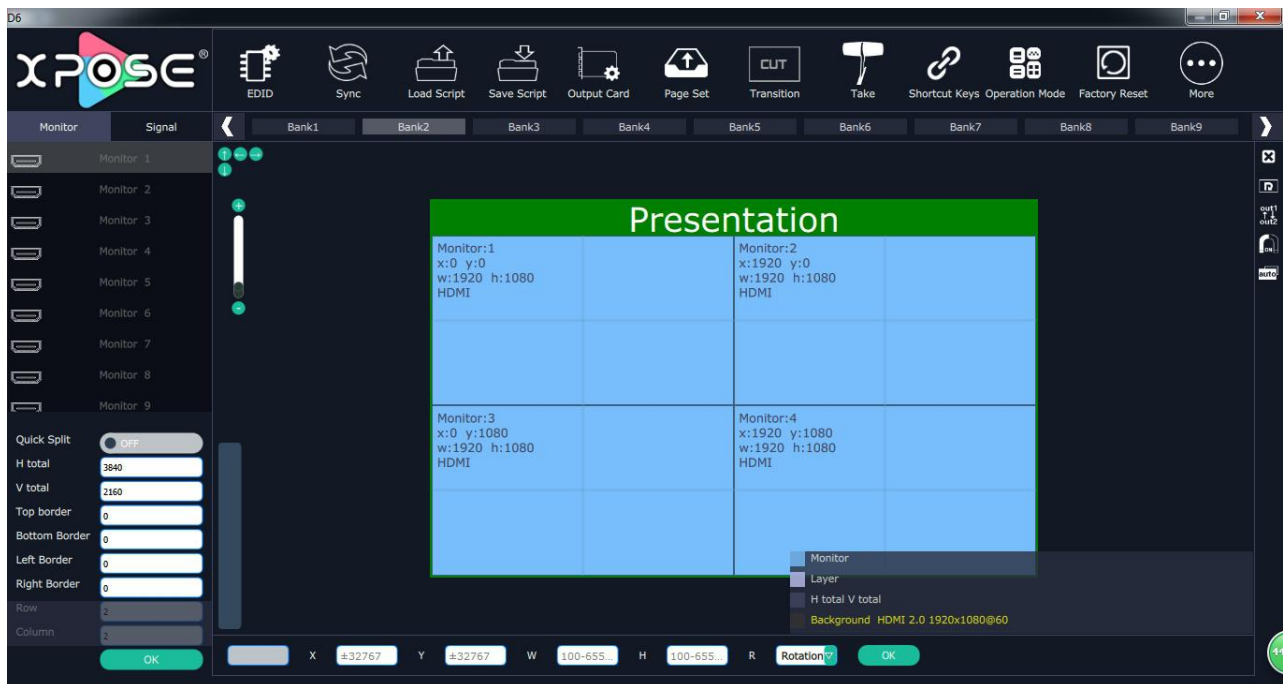 D6
XPOSE®
EDID Sync Load Script Save Script Output Card Page Set Transition Take Shortcut Keys Operation Mode Factory Reset More
CUT
Monitor Signal
Bank1 Bank2 Bank3 Bank4 Bank5 Bank6 Bank7 Bank8 Bank9
Monitor 1
Monitor 2
Monitor 3
Monitor 4
Monitor 5
Monitor 6
Monitor 7
Monitor 8
Monitor 9
Quick Split OFF
H total 3840
V total 2160
Top border 0
Bottom Border 0
Left Border 0
Right Border 0
Row 2
Column 2
OK
Presentation
Monitor:1
x:0 y:0
w:1920 h:1080
HDMI
Monitor:2
x:1920 y:0
w:1920 h:1080
HDMI
Monitor:3
x:0 y:1080
w:1920 h:1080
HDMI
Monitor:4
x:1920 y:1080
w:1920 h:1080
HDMI
Monitor
Layer
H total V total
Background HDMI 2.0 1920x1080@60
X ±32767 Y ±32767 W 100-655... H 100-655... R Rotation OK
out1
out2
ON
auto